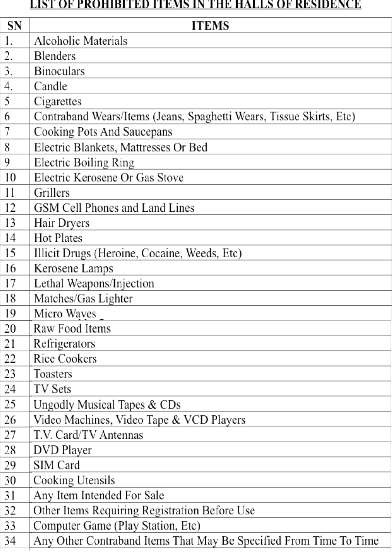 LIST OF PROHIBITED ITEMS IN THE HALLS OF RESIDENCE
SN ITEMS
1. Alcoholic Materials
2. Blenders
3. Binoculars
4. Candle
5 Cigarettes
6 Contraband Wears/Items (Jeans, Spaghetti Wears, Tissue Skirts, Etc)
7 Cooking Pots And Saucepans
8 Electric Blankets, Mattresses Or Bed
9 Electric Boiling Ring
10 Electric Kerosene Or Gas Stove
11 Grillers
12 GSM Cell Phones and Land Lines
13 Hair Dryers
14 Hot Plates
15 Illicit Drugs (Heroine, Cocaine, Weeds, Etc)
16 Kerosene Lamps
17 Lethal Weapons/Injection
18 Matches/Gas Lighter
19 Micro Waves _
20 Raw Food Items
21 Refrigerators
22 Rice Cookers
23 Toasters
24 TV Sets
25 Ungodly Musical Tapes & CDs
26 Video Machines, Video Tape & VCD Players
27 T.V. Card/TV Antennas
28 DVD Player
29 SIM Card
30 Cooking Utensils
31 Any Item Intended For Sale
32 Other Items Requiring Registration Before Use
33 Computer Game (Play Station, Etc)
34 Any Other Contraband Items That May Be Specified From Time To Time